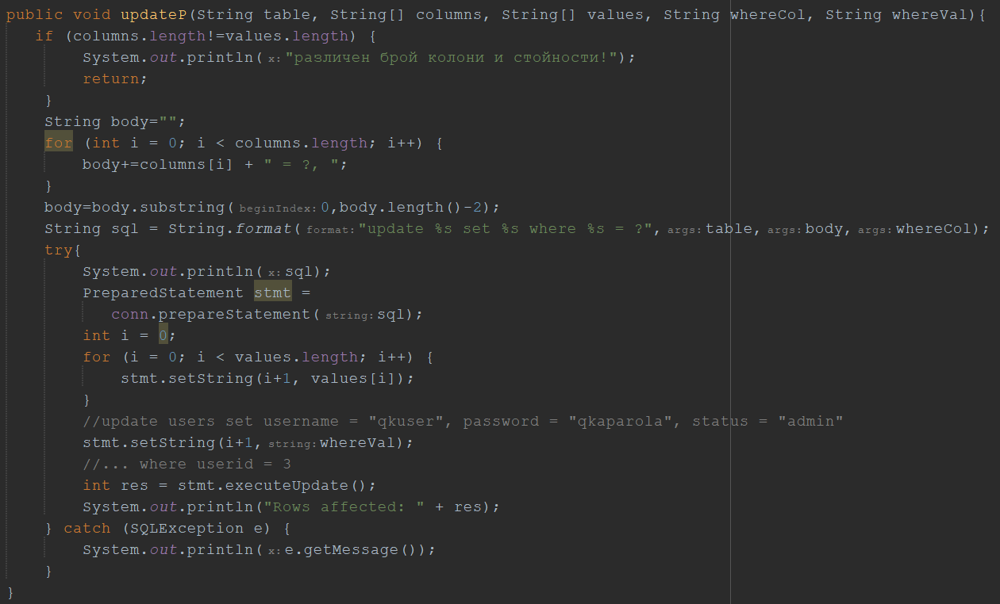 public void updateP(String table, String[] columns, String[] values, String whereCol, String whereVal){
if (columns.length!=values.length) {
System.out.println( x: "различен брой колони и стойности!");
return;
}
String body="";
for (int i = 0; i < columns.length; i++) {
body+=columns[i] + " = ?, ";
}
body=body.substring( beginIndex: 0,body.length()-2);
String sql = String.format( format: "update %s set %s where %s = ?", args: table, args: body, args: whereCol);
try{
System.out.println( x: sql);
PreparedStatement stmt =
conn.prepareStatement( string: sql);
int i = 0;
for (i = 0; i < values.length; i++) {
stmt.setString(i+1, values[i]);
}
//update users set username = "qkuser", password = "qkaparola", status = "admin"
stmt.setString(i+1, string: whereVal);
//... where userid = 3
int res = stmt.executeUpdate();
System.out.println("Rows affected: " + res);
} catch (SQLException e) {
System.out.println( x: e.getMessage());
}
}